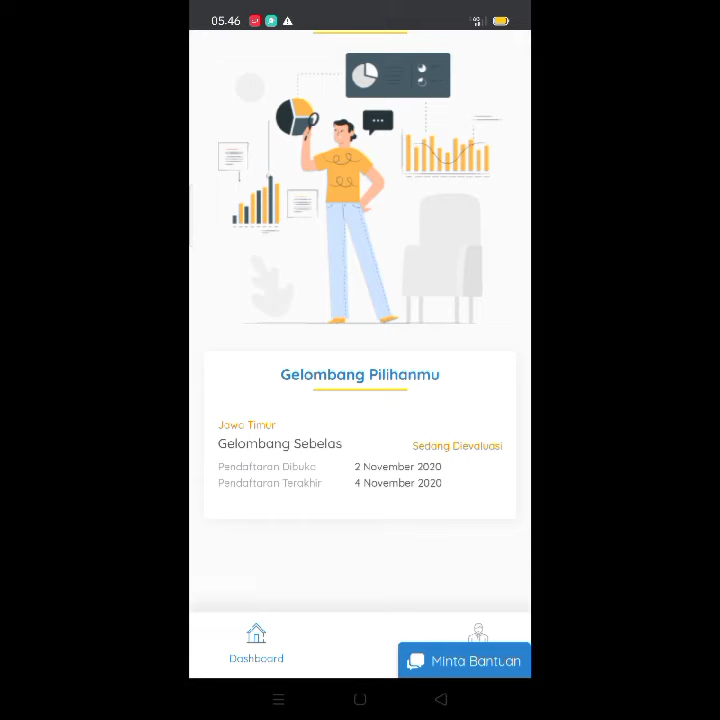 05.46
Gelombang Pilihanmu
Jawa Timur
Gelombang Sebelas
Sedang Dievaluasi
Pendaftaran Dibuka 2 November 2020
Pendaftaran Terakhir 4 November 2020
Dashboard
Minta Bantuan